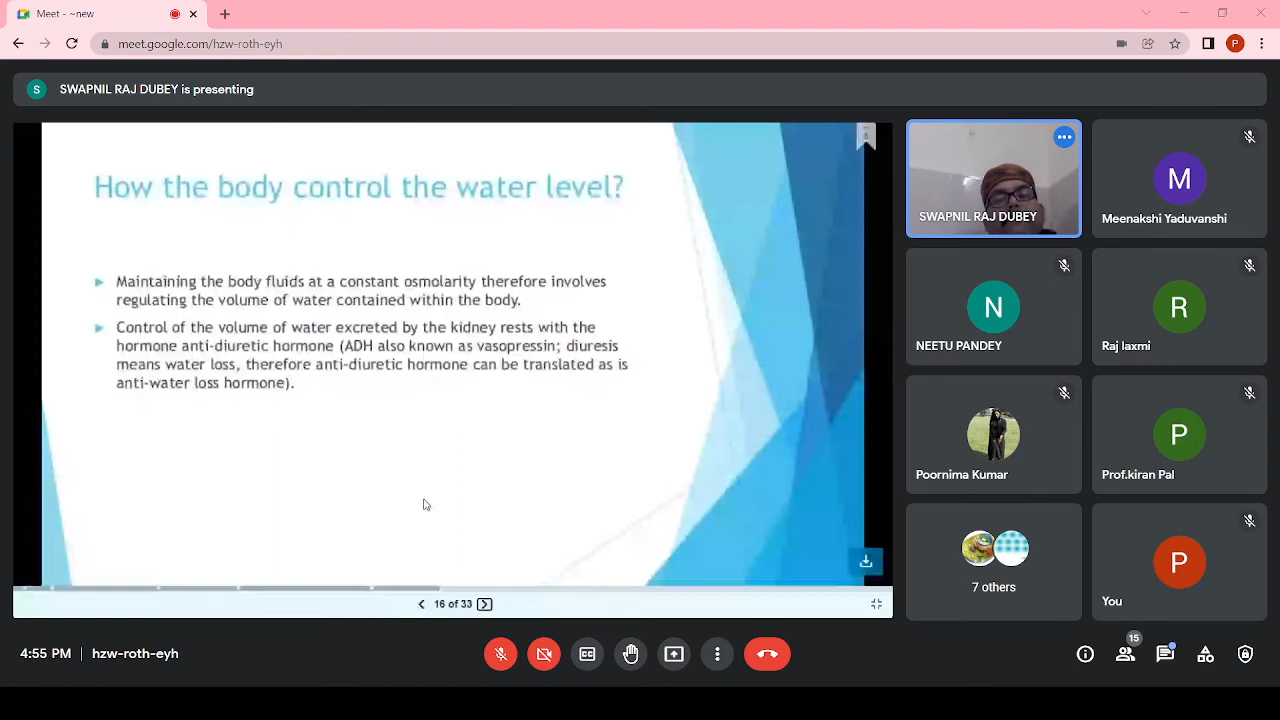 Meet - ~new
meet.google.com/hzw-roth-eyh
P
S
SWAPNIL RAJ DUBEY is presenting
How the body control the water level?
Maintaining the body fluids at a constant osmolarity therefore involves
regulating the volume of water contained within the body.
Control of the volume of water excreted by the kidney rests with the
hormone anti-diuretic hormone (ADH also known as vasopressin; diuresis
means water loss, therefore anti-diuretic hormone can be translated as is
anti-water loss hormone).
16 of 33
SWAPNIL RAJ DUBEY
M
Meenakshi Yaduvanshi
N
NEETU PANDEY
R
Raj laxmi
Poornima Kumar
P
Prof.kiran Pal
7 others
P
You
4:55 PM | hzw-roth-eyh
CC
15